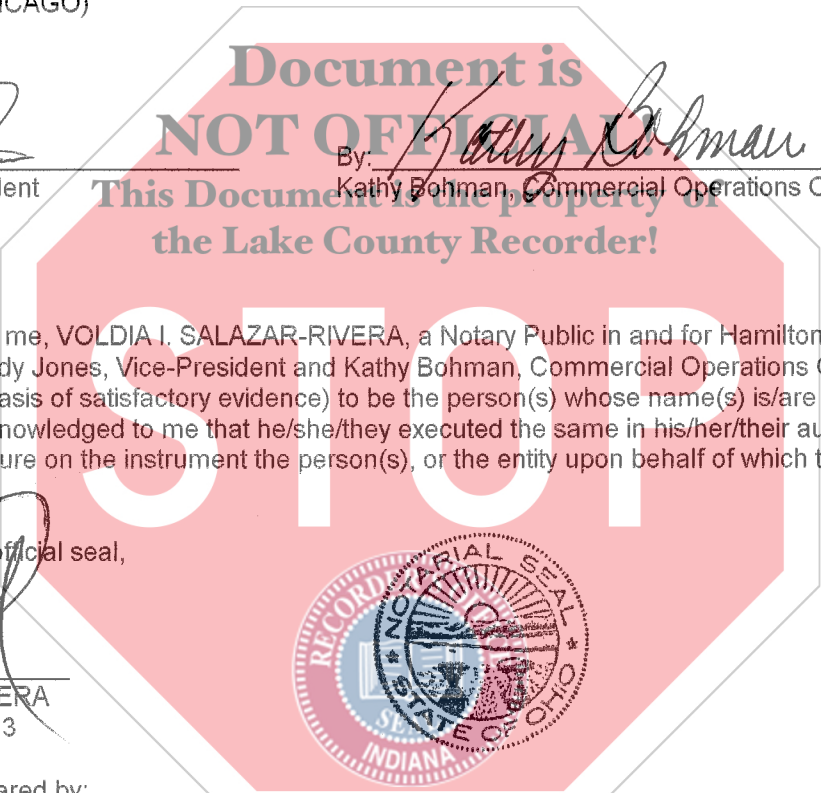 ICAGO)
Document is
NOT OFFICIAL!
By: Kathy Bohman
dent
Kathy Bohman, Commercial Operations O
This Document is the property of
the Lake County Recorder!
me, VOLDIA I. SALAZAR-RIVERA, a Notary Public in and for Hamilton
dy Jones, Vice-President and Kathy Bohman, Commercial Operations O
asis of satisfactory evidence) to be the person(s) whose name(s) is/are
nowledged to me that he/she/they executed the same in his/her/their au
ure on the instrument the person(s), or the entity upon behalf of which t
STOP
official seal,
NOTARIAL SEAL
STATE OF OHIO
RECORDER
SEAL
INDIANA
ERA
3
ared by: